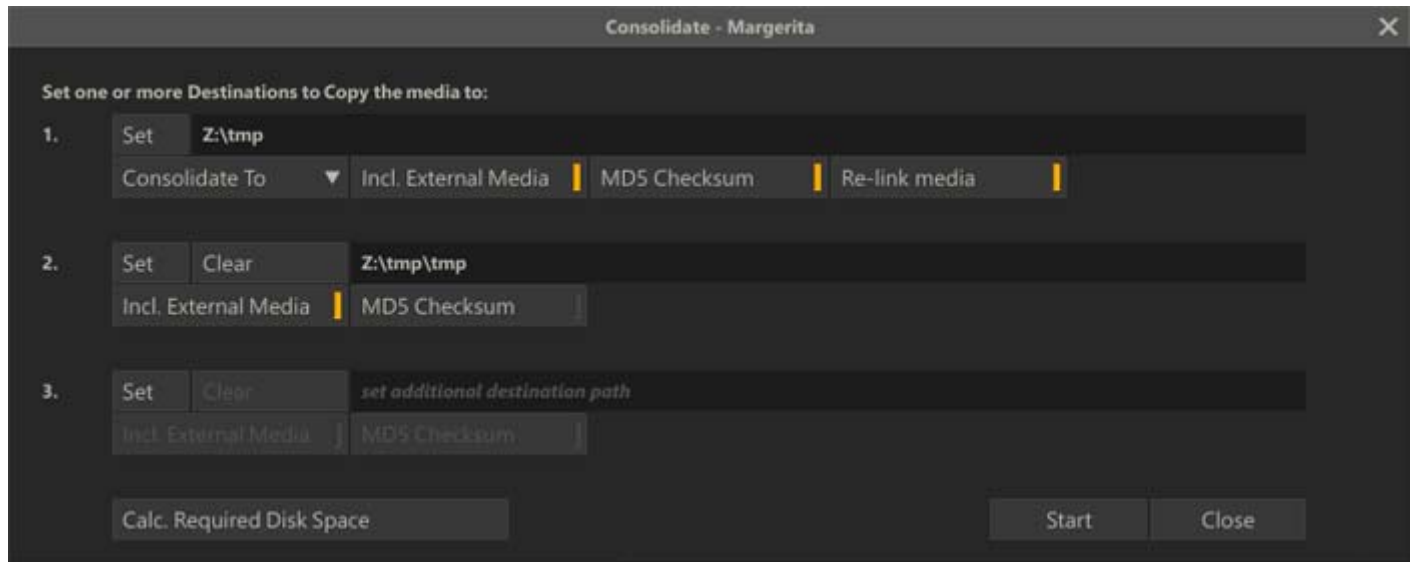 Consolidate - Margerita
Set one or more Destinations to Copy the media to:
1. Set Z:\tmp
Consolidate To Incl. External Media MD5 Checksum Re-link media
2. Set Clear Z:\tmp\tmp
Incl. External Media MD5 Checksum
3. Set Clear set additional destination path
Incl. External Media MD5 Checksum
Calc. Required Disk Space Start Close